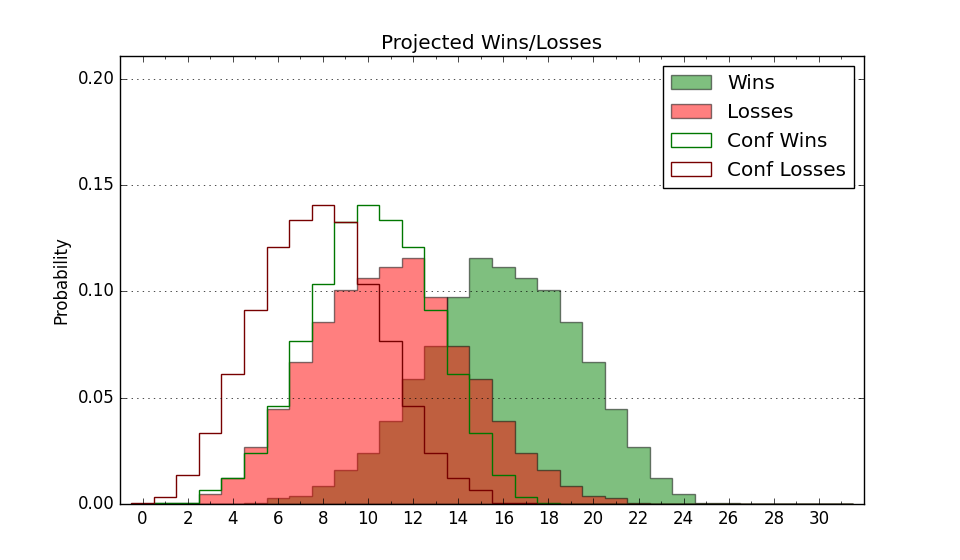 Projected Wins/Losses
Wins
Losses
Conf Wins
Conf Losses
Probability
0.20
0.15
0.10
0.05
0.00
0 2 4 6 8 10 12 14 16 18 20 22 24 26 28 30